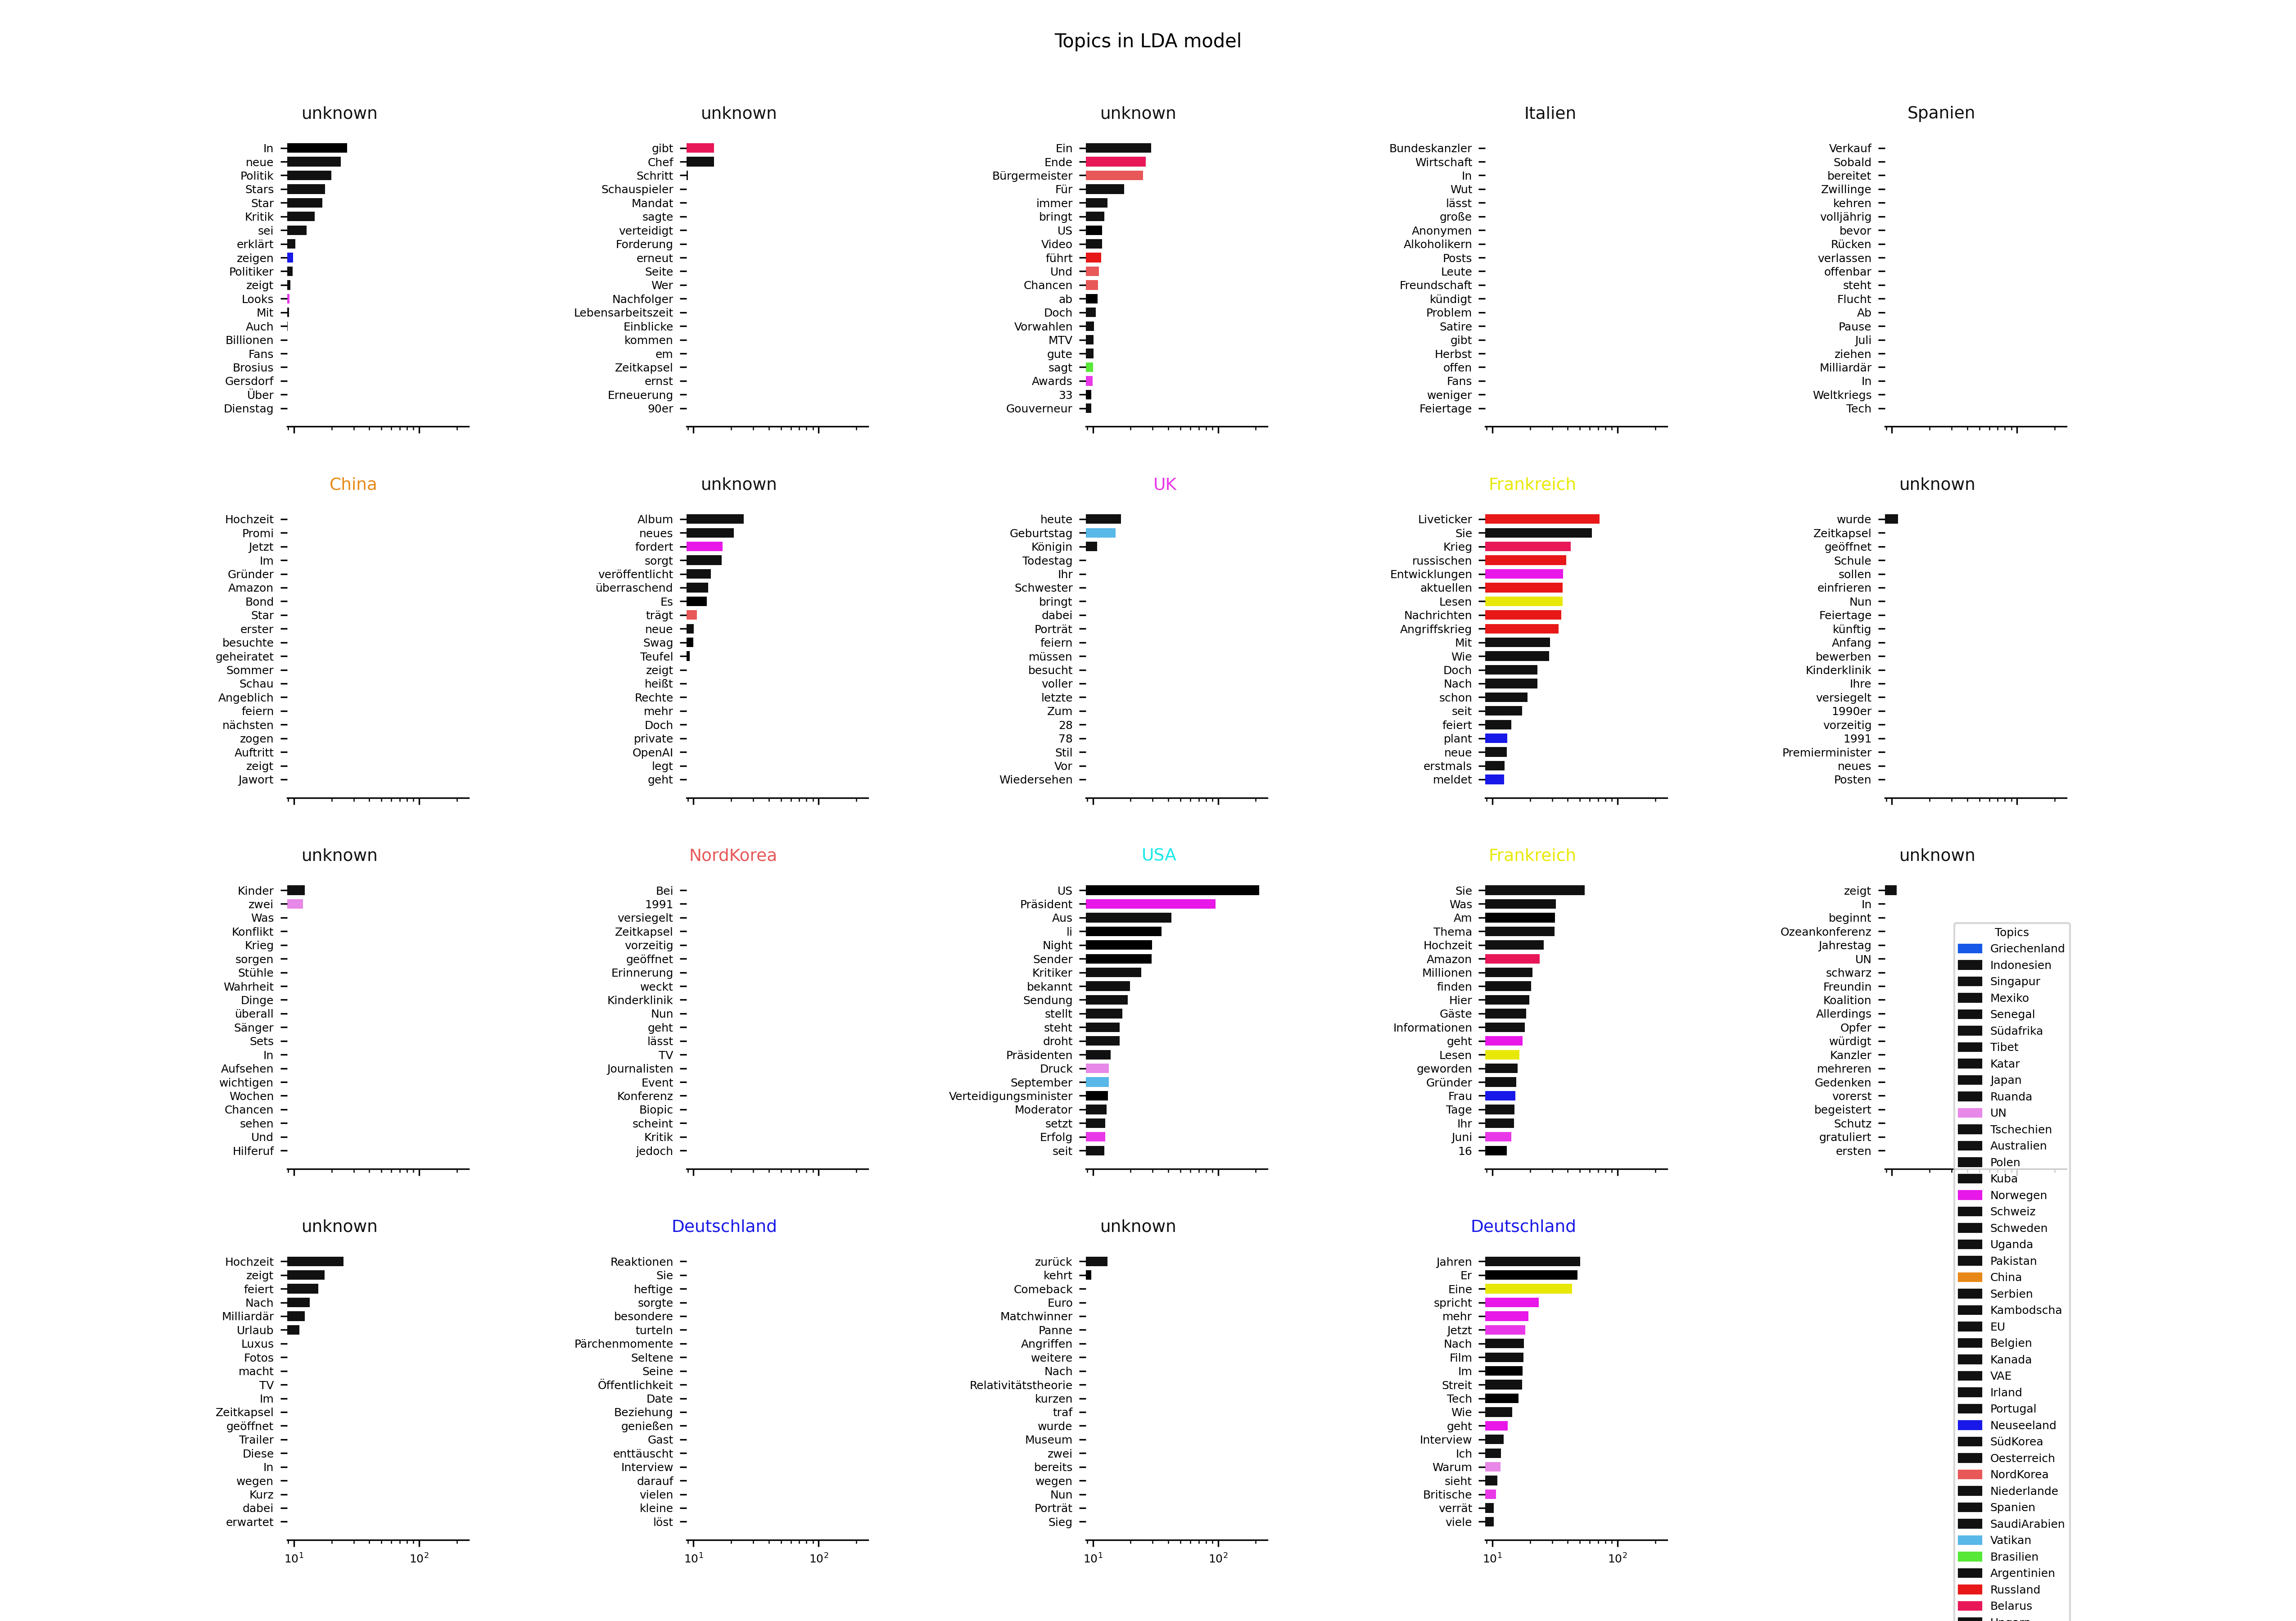 Topics in LDA model
unknown
In
neue
Politik
Stars
Star
Kritik
sei
erklärt
zeigen
Politiker
zeigt
Looks
Mit
Auch
Billionen
Fans
Brosius
Gersdorf
Über
Dienstag
unknown
gibt
Chef
Schritt
Schauspieler
Mandat
sagte
verteidigt
Forderung
erneut
Seite
Wer
Nachfolger
Lebensarbeitszeit
Einblicke
kommen
em
Zeitkapsel
ernst
Erneuerung
90er
unknown
Ein
Ende
Bürgermeister
Für
immer
bringt
US
Video
führt
Und
Chancen
ab
Doch
Vorwahlen
MTV
gute
sagt
Awards
33
Gouverneur
Italien
Bundeskanzler
Wirtschaft
In
Wut
lässt
große
Anonymen
Alkoholikern
Posts
Leute
Freundschaft
kündigt
Problem
Satire
gibt
Herbst
offen
Fans
weniger
Feiertage
Spanien
Verkauf
Sobald
bereitet
Zwillinge
kehren
volljährig
bevor
Rücken
verlassen
offenbar
steht
Flucht
Ab
Pause
Juli
ziehen
Milliardär
In
Weltkriegs
Tech
China
Hochzeit
Promi
Jetzt
Im
Gründer
Amazon
Bond
Star
erster
besuchte
geheiratet
Sommer
Schau
Angeblich
feiern
nächsten
zogen
Auftritt
zeigt
Jawort
unknown
Album
neues
fordert
sorgt
veröffentlicht
überraschend
Es
trägt
neue
Swag
Teufel
zeigt
heißt
Rechte
mehr
Doch
private
OpenAI
legt
geht
UK
heute
Geburtstag
Königin
Todestag
Ihr
Schwester
bringt
dabei
Porträt
feiern
müssen
besucht
voller
letzte
Zum
28
78
Stil
Vor
Wiedersehen
Frankreich
Liveticker
Sie
Krieg
russischen
Entwicklungen
aktuellen
Lesen
Nachrichten
Angriffskrieg
Mit
Wie
Doch
Nach
schon
seit
feiert
plant
neue
erstmals
meldet
unknown
wurde
Zeitkapsel
geöffnet
Schule
sollen
einfrieren
Nun
Feiertage
künftig
Anfang
bewerben
Kinderklinik
Ihre
versiegelt
1990er
vorzeitig
1991
Premierminister
neues
Posten
unknown
Kinder
zwei
Was
Konflikt
Krieg
sorgen
Stühle
Wahrheit
Dinge
überall
Sänger
Sets
In
Aufsehen
wichtigen
Wochen
Chancen
sehen
Und
Hilferuf
NordKorea
Bei
1991
versiegelt
Zeitkapsel
vorzeitig
geöffnet
Erinnerung
weckt
Kinderklinik
Nun
geht
lässt
TV
Journalisten
Event
Konferenz
Biopic
scheint
Kritik
jedoch
USA
US
Präsident
Aus
li
Night
Sender
Kritiker
bekannt
Sendung
stellt
steht
droht
Präsidenten
Druck
September
Verteidigungsminister
Moderator
setzt
Erfolg
seit
Frankreich
Sie
Was
Am
Thema
Hochzeit
Amazon
Millionen
finden
Hier
Gäste
Informationen
geht
Lesen
geworden
Gründer
Frau
Tage
Ihr
Juni
16
unknown
zeigt
In
beginnt
Ozeankonferenz
Jahrestag
UN
schwarz
Freundin
Koalition
Allerdings
Opfer
würdigt
Kanzler
mehreren
Gedenken
vorerst
begeistert
Schutz
gratuliert
ersten
unknown
Hochzeit
zeigt
feiert
Nach
Milliardär
Urlaub
Luxus
Fotos
macht
TV
Im
Zeitkapsel
geöffnet
Trailer
Diese
In
wegen
Kurz
dabei
erwartet
10¹ 10²
Deutschland
Reaktionen
Sie
heftige
sorgte
besondere
turteln
Pärchenmomente
Seltene
Seine
Öffentlichkeit
Date
Beziehung
genießen
Gast
enttäuscht
Interview
darauf
vielen
kleine
löst
10¹ 10²
unknown
zurück
kehrt
Comeback
Euro
Matchwinner
Panne
Angriffen
weitere
Nach
Relativitätstheorie
kurzen
traf
wurde
Museum
zwei
bereits
wegen
Nun
Porträt
Sieg
10¹ 10²
Deutschland
Jahren
Er
Eine
spricht
mehr
Jetzt
Nach
Film
Im
Streit
Tech
Wie
geht
Interview
Ich
Warum
sieht
Britische
verrät
viele
10¹ 10²
Topics
Griechenland
Indonesien
Singapur
Mexiko
Senegal
Südafrika
Tibet
Katar
Japan
Ruanda
UN
Tschechien
Australien
Polen
Kuba
Norwegen
Schweiz
Schweden
Uganda
Pakistan
China
Serbien
Kambodscha
EU
Belgien
Kanada
VAE
Irland
Portugal
Neuseeland
SüdKorea
Oesterreich
NordKorea
Niederlande
Spanien
SaudiArabien
Vatikan
Brasilien
Argentinien
Russland
Belarus